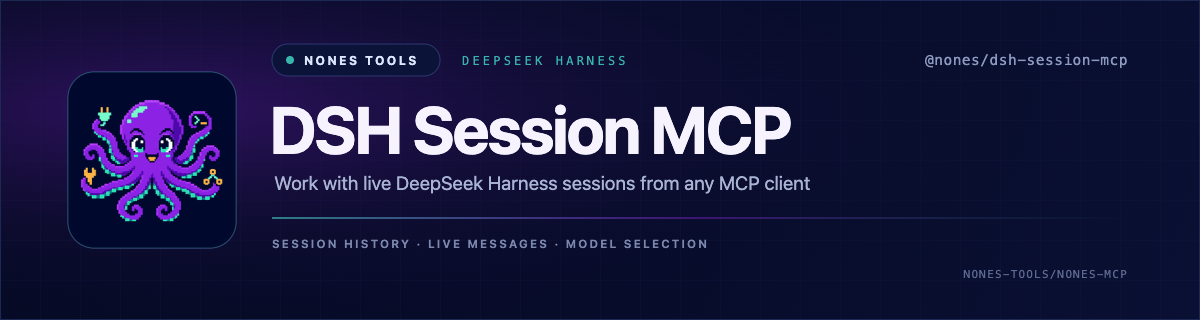 NONES TOOLS
DEEPSEEK HARNESS
@nones/dsh-session-mcp
DSH Session MCP
Work with live DeepSeek Harness sessions from any MCP client
SESSION HISTORY · LIVE MESSAGES · MODEL SELECTION
NONES-TOOLS/NONES-MCP